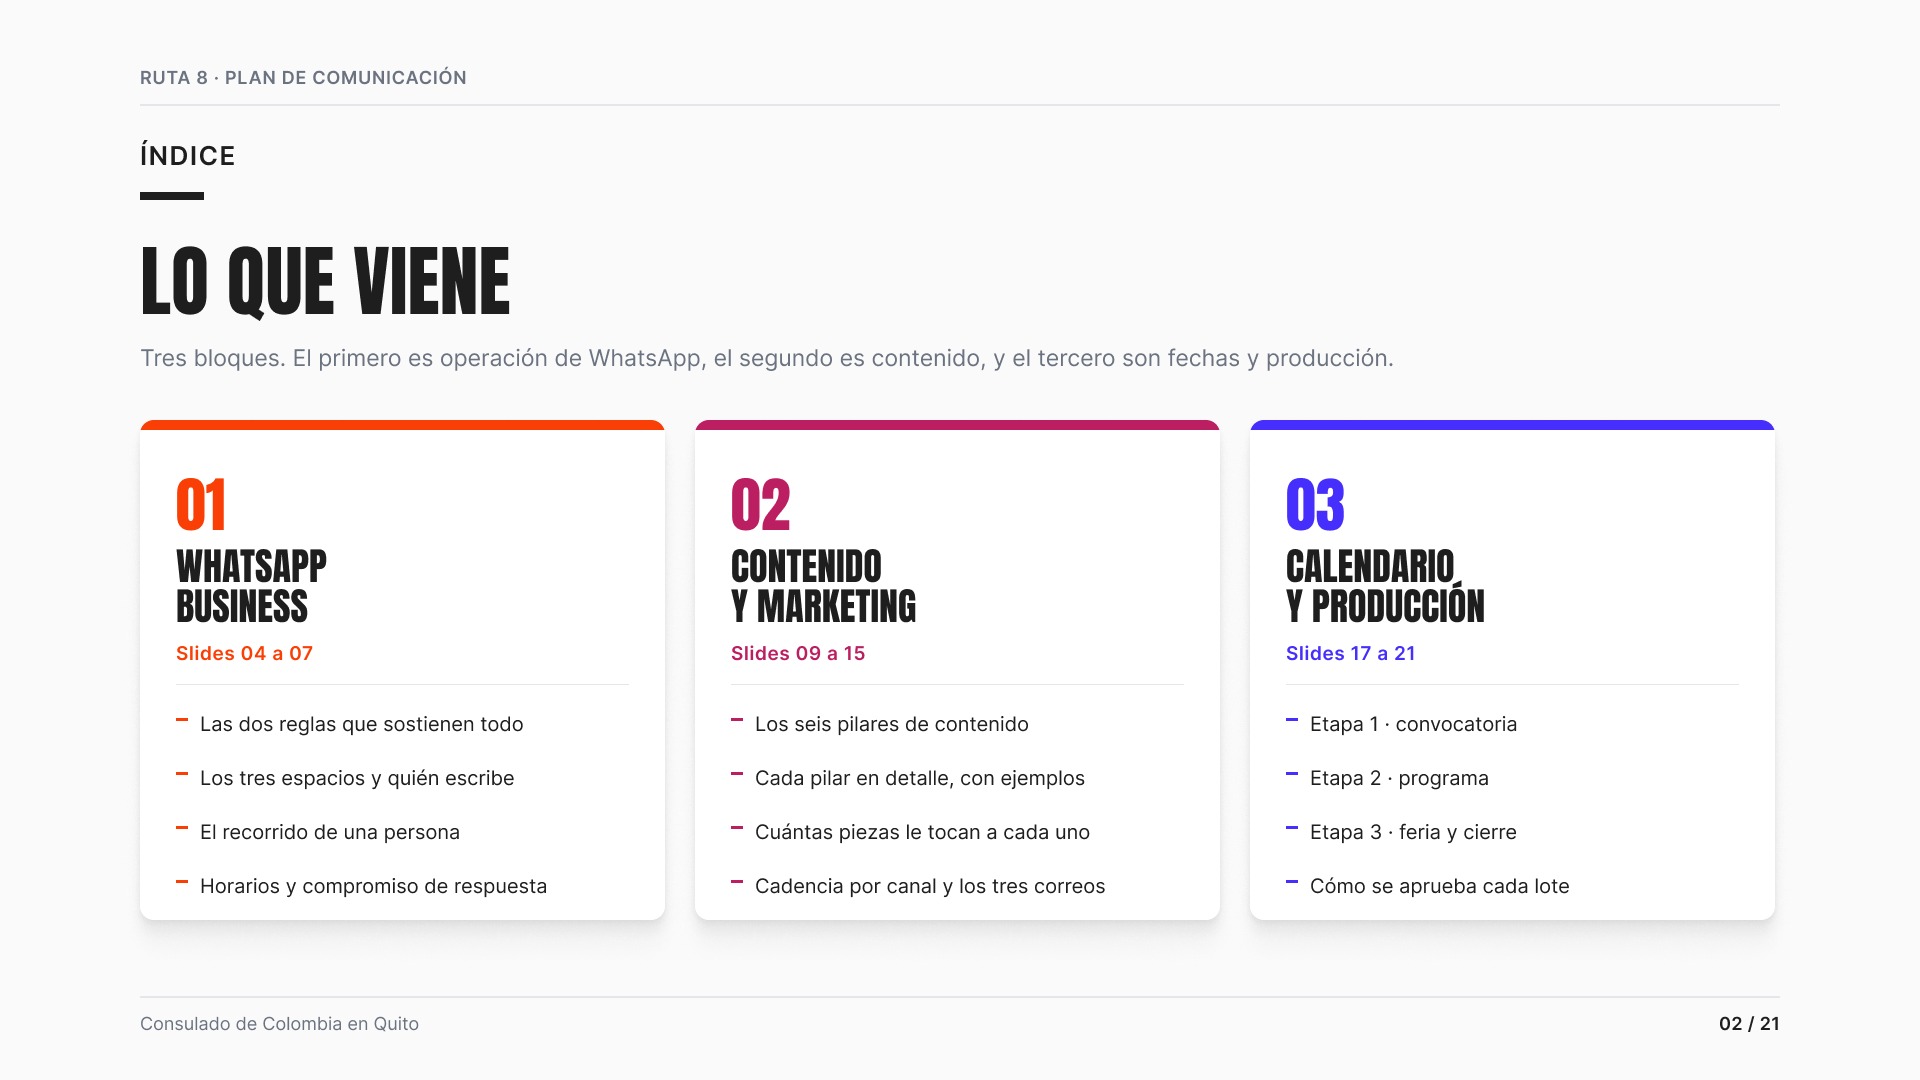 RUTA 8 · PLAN DE COMUNICACIÓN
ÍNDICE
LO QUE VIENE
Tres bloques. El primero es operación de WhatsApp, el segundo es contenido, y el tercero son fechas y producción.
01
WHATSAPP
BUSINESS
Slides 04 a 07
Las dos reglas que sostienen todo
Los tres espacios y quién escribe
El recorrido de una persona
Horarios y compromiso de respuesta
02
CONTENIDO
Y MARKETING
Slides 09 a 15
Los seis pilares de contenido
Cada pilar en detalle, con ejemplos
Cuántas piezas le tocan a cada uno
Cadencia por canal y los tres correos
03
CALENDARIO
Y PRODUCCIÓN
Slides 17 a 21
Etapa 1 · convocatoria
Etapa 2 · programa
Etapa 3 · feria y cierre
Cómo se aprueba cada lote
Consulado de Colombia en Quito
02 / 21